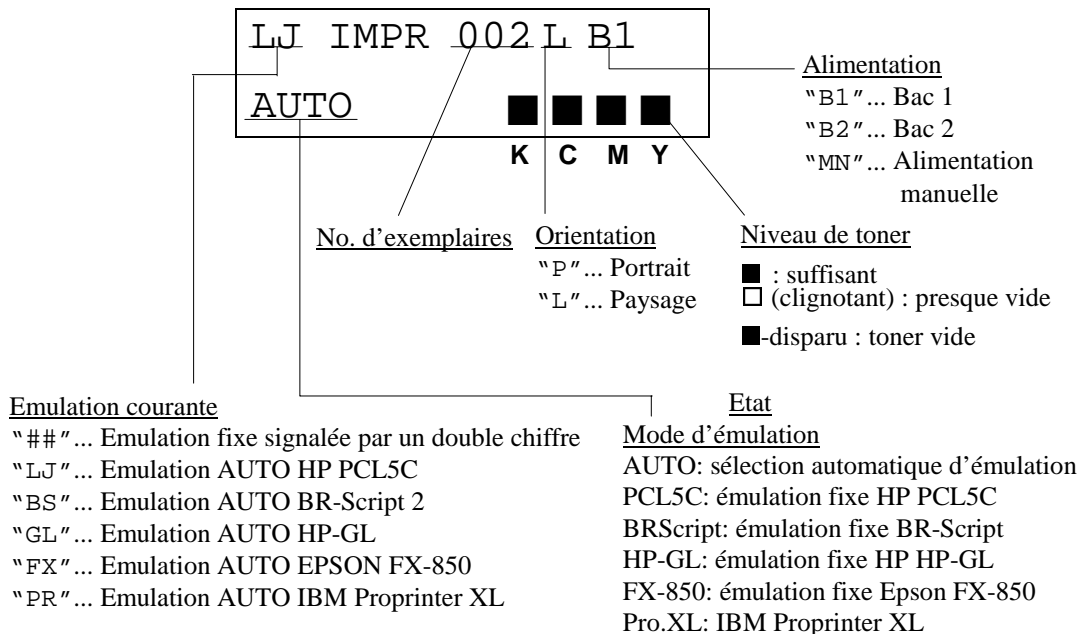 LJ IMPR 002 L B1
AUTO
K C M Y
Alimentation
"B1"... Bac 1
"B2"... Bac 2
"MN"... Alimentation
manuelle
No. d'exemplaires
Orientation
"P"... Portrait
"L"... Paysage
Niveau de toner
■ : suffisant
□ (clignotant) : presque vide
■-disparu : toner vide
Emulation courante
"##"... Emulation fixe signalée par un double chiffre
"LJ"... Emulation AUTO HP PCL5C
"BS"... Emulation AUTO BR-Script 2
"GL"... Emulation AUTO HP-GL
"FX"... Emulation AUTO EPSON FX-850
"PR"... Emulation AUTO IBM Proprinter XL
Etat
Mode d'émulation
AUTO: sélection automatique d'émulation
PCL5C: émulation fixe HP PCL5C
BRScript: émulation fixe BR-Script
HP-GL: émulation fixe HP HP-GL
FX-850: émulation fixe Epson FX-850
Pro.XL: IBM Proprinter XL